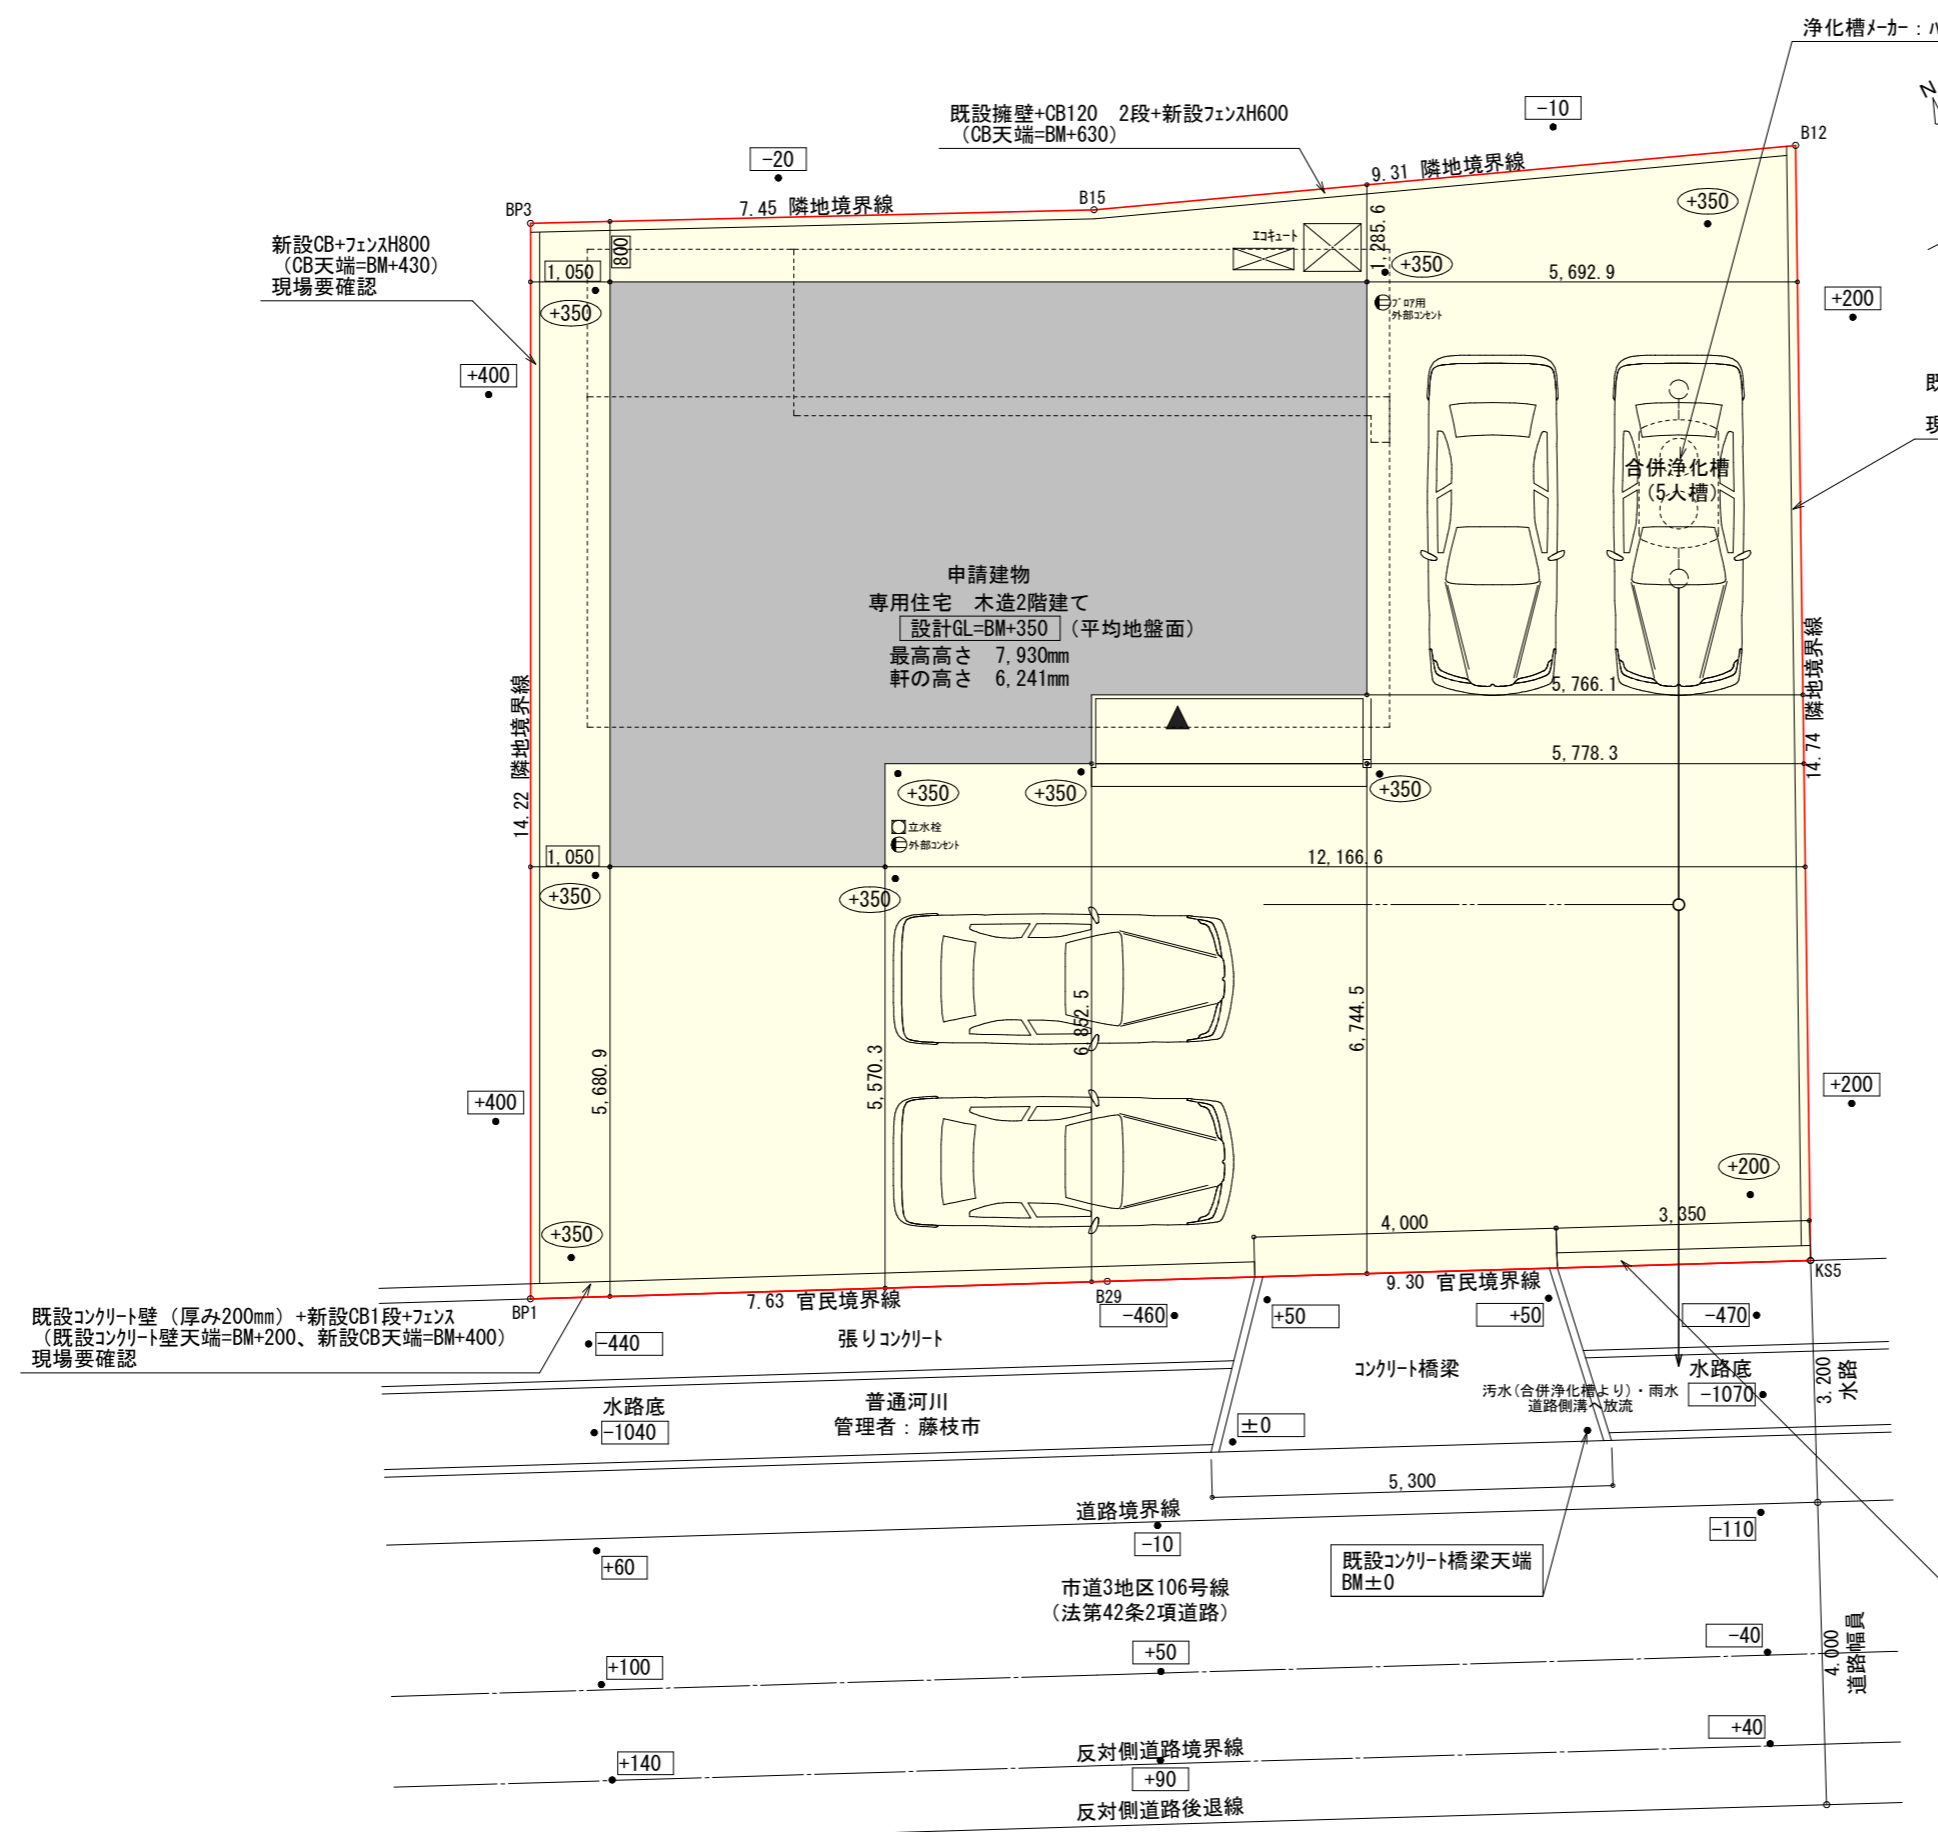 浄化槽ﾒｰｶｰ：
N
既設擁壁+CB120　2段+新設ﾌｪﾝｽH600
（CB天端=BM+630）
-10
-20
B12
9.31 隣地境界線
B15
7.45 隣地境界線
BP3
+350
新設CB+ﾌｪﾝｽH800
（CB天端=BM+430）
現場要確認
800
ｴｺｷｭｰﾄ
1,285.6
+350
1,050
5,692.9
+350
+200
ﾌﾞﾛｱ用
外部ｺﾝｾﾝﾄ
+400
合併浄化槽
（5人槽）
申請建物
専用住宅　木造2階建て
設計GL=BM+350（平均地盤面）
最高高さ　7,930mm
軒の高さ　6,241mm
14.22 隣地境界線
14.74 隣地境界線
5,766.1
5,778.3
+350
+350
+350
立水栓
外部ｺﾝｾﾝﾄ
1,050
12,166.6
+350
+350
5,680.9
5,570.3
6,852.5
6,744.5
+400
+200
+200
+350
4,000
3,350
KS5
BP1
7.63 官民境界線
B29
9.30 官民境界線
既設ｺﾝｸﾘｰﾄ壁（厚み200mm）+新設CB1段+ﾌｪﾝｽ
（既設ｺﾝｸﾘｰﾄ壁天端=BM+200、新設CB天端=BM+400）
現場要確認
-440
張りｺﾝｸﾘｰﾄ
-460
+50
+50
-470
ｺﾝｸﾘｰﾄ橋梁
水路底
-1070
汚水(合併浄化槽より)・雨水
道路側溝へ放流
3.200
水路
水路底
-1040
普通河川
管理者：藤枝市
±0
5,300
道路境界線
-10
-110
+60
既設ｺﾝｸﾘｰﾄ橋梁天端
BM±0
市道3地区106号線
（法第42条2項道路）
+100
+50
-40
4.000
道路幅員
+140
反対側道路境界線
+90
+40
反対側道路後退線